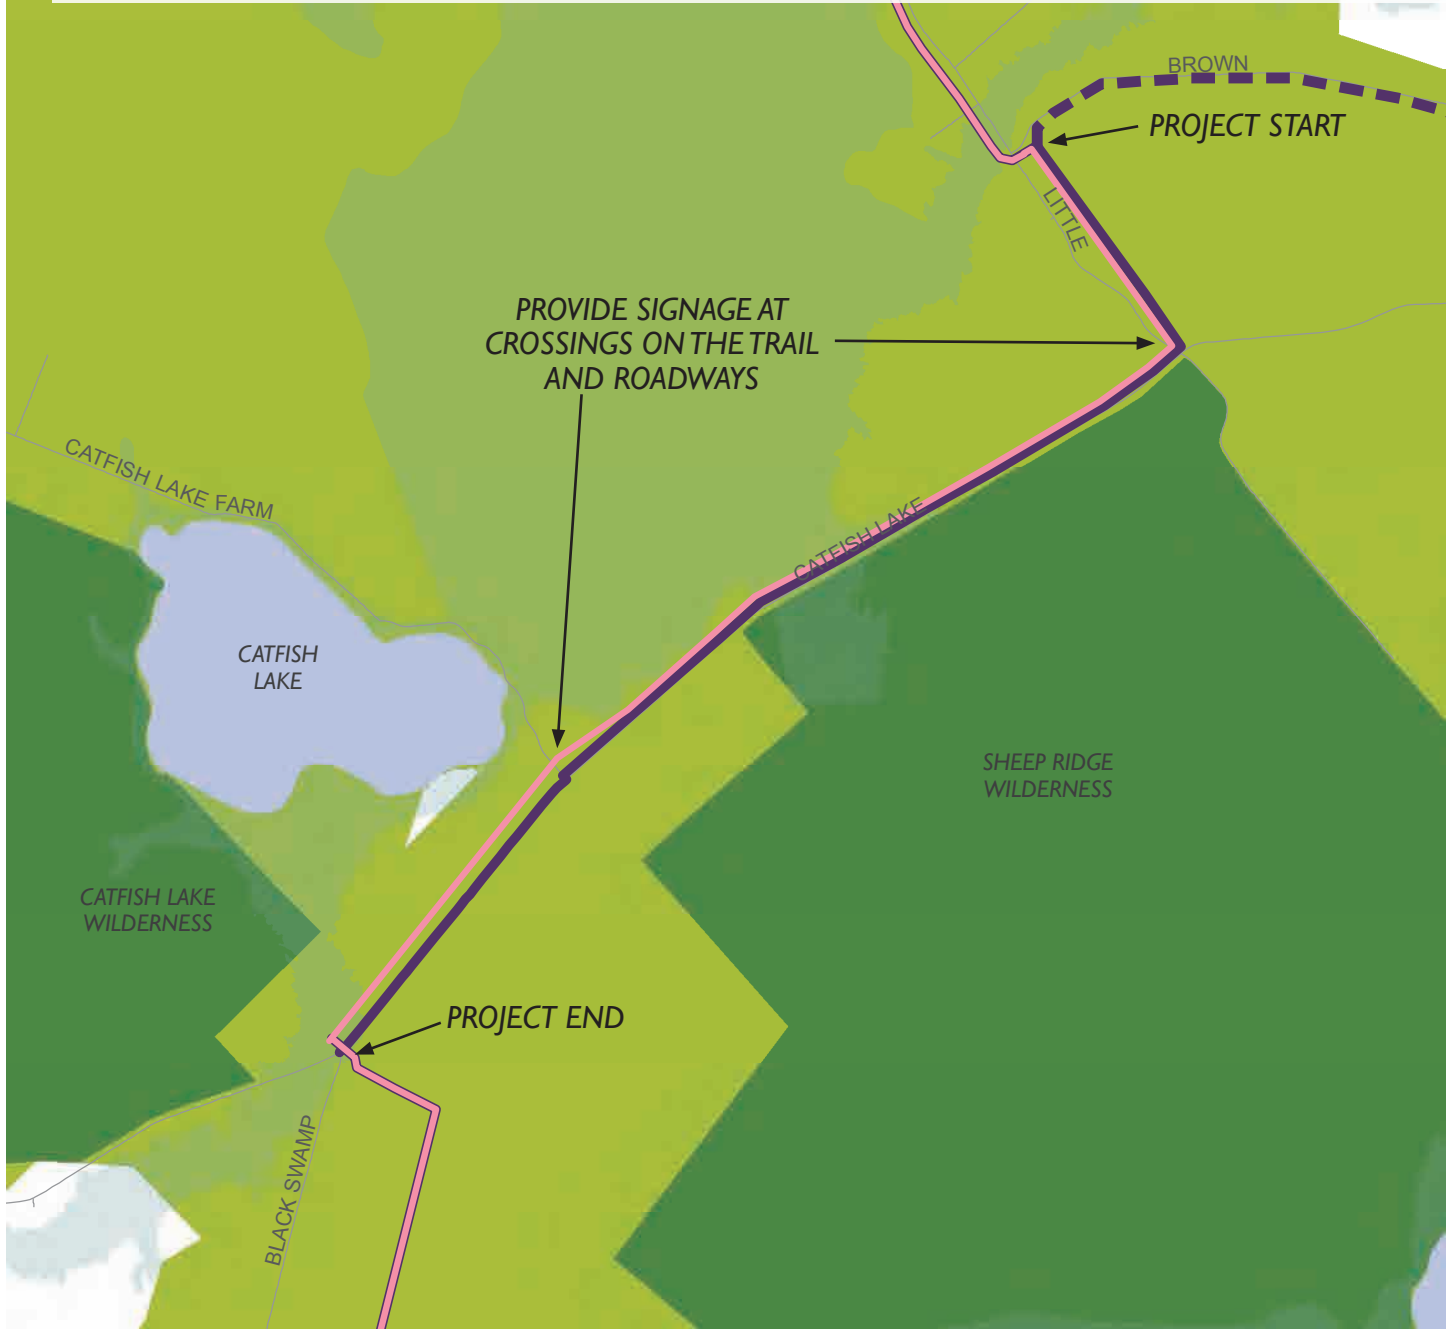 BROWN
PROJECT START
LITTLE
PROVIDE SIGNAGE AT
CROSSINGS ON THE TRAIL
AND ROADWAYS
CATFISH LAKE FARM
CATFISH LAKE
CATFISH
LAKE
SHEEP RIDGE
WILDERNESS
CATFISH LAKE
WILDERNESS
PROJECT END
BLACK SWAMP